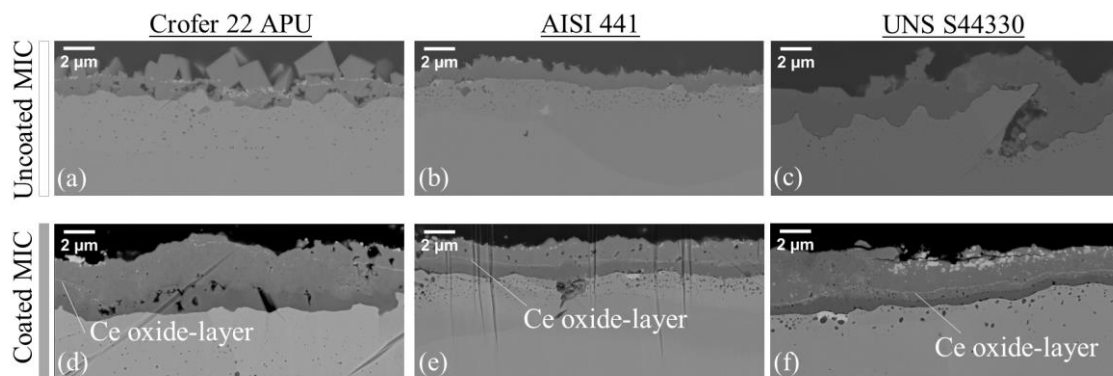 Crofer 22 APU
AISI 441
UNS S44330
Uncoated MIC
2 µm
2 µm
2 µm
(a)
(b)
(c)
Coated MIC
2 µm
2 µm
2 µm
Ce oxide-layer
Ce oxide-layer
Ce oxide-layer
(d)
(e)
(f)